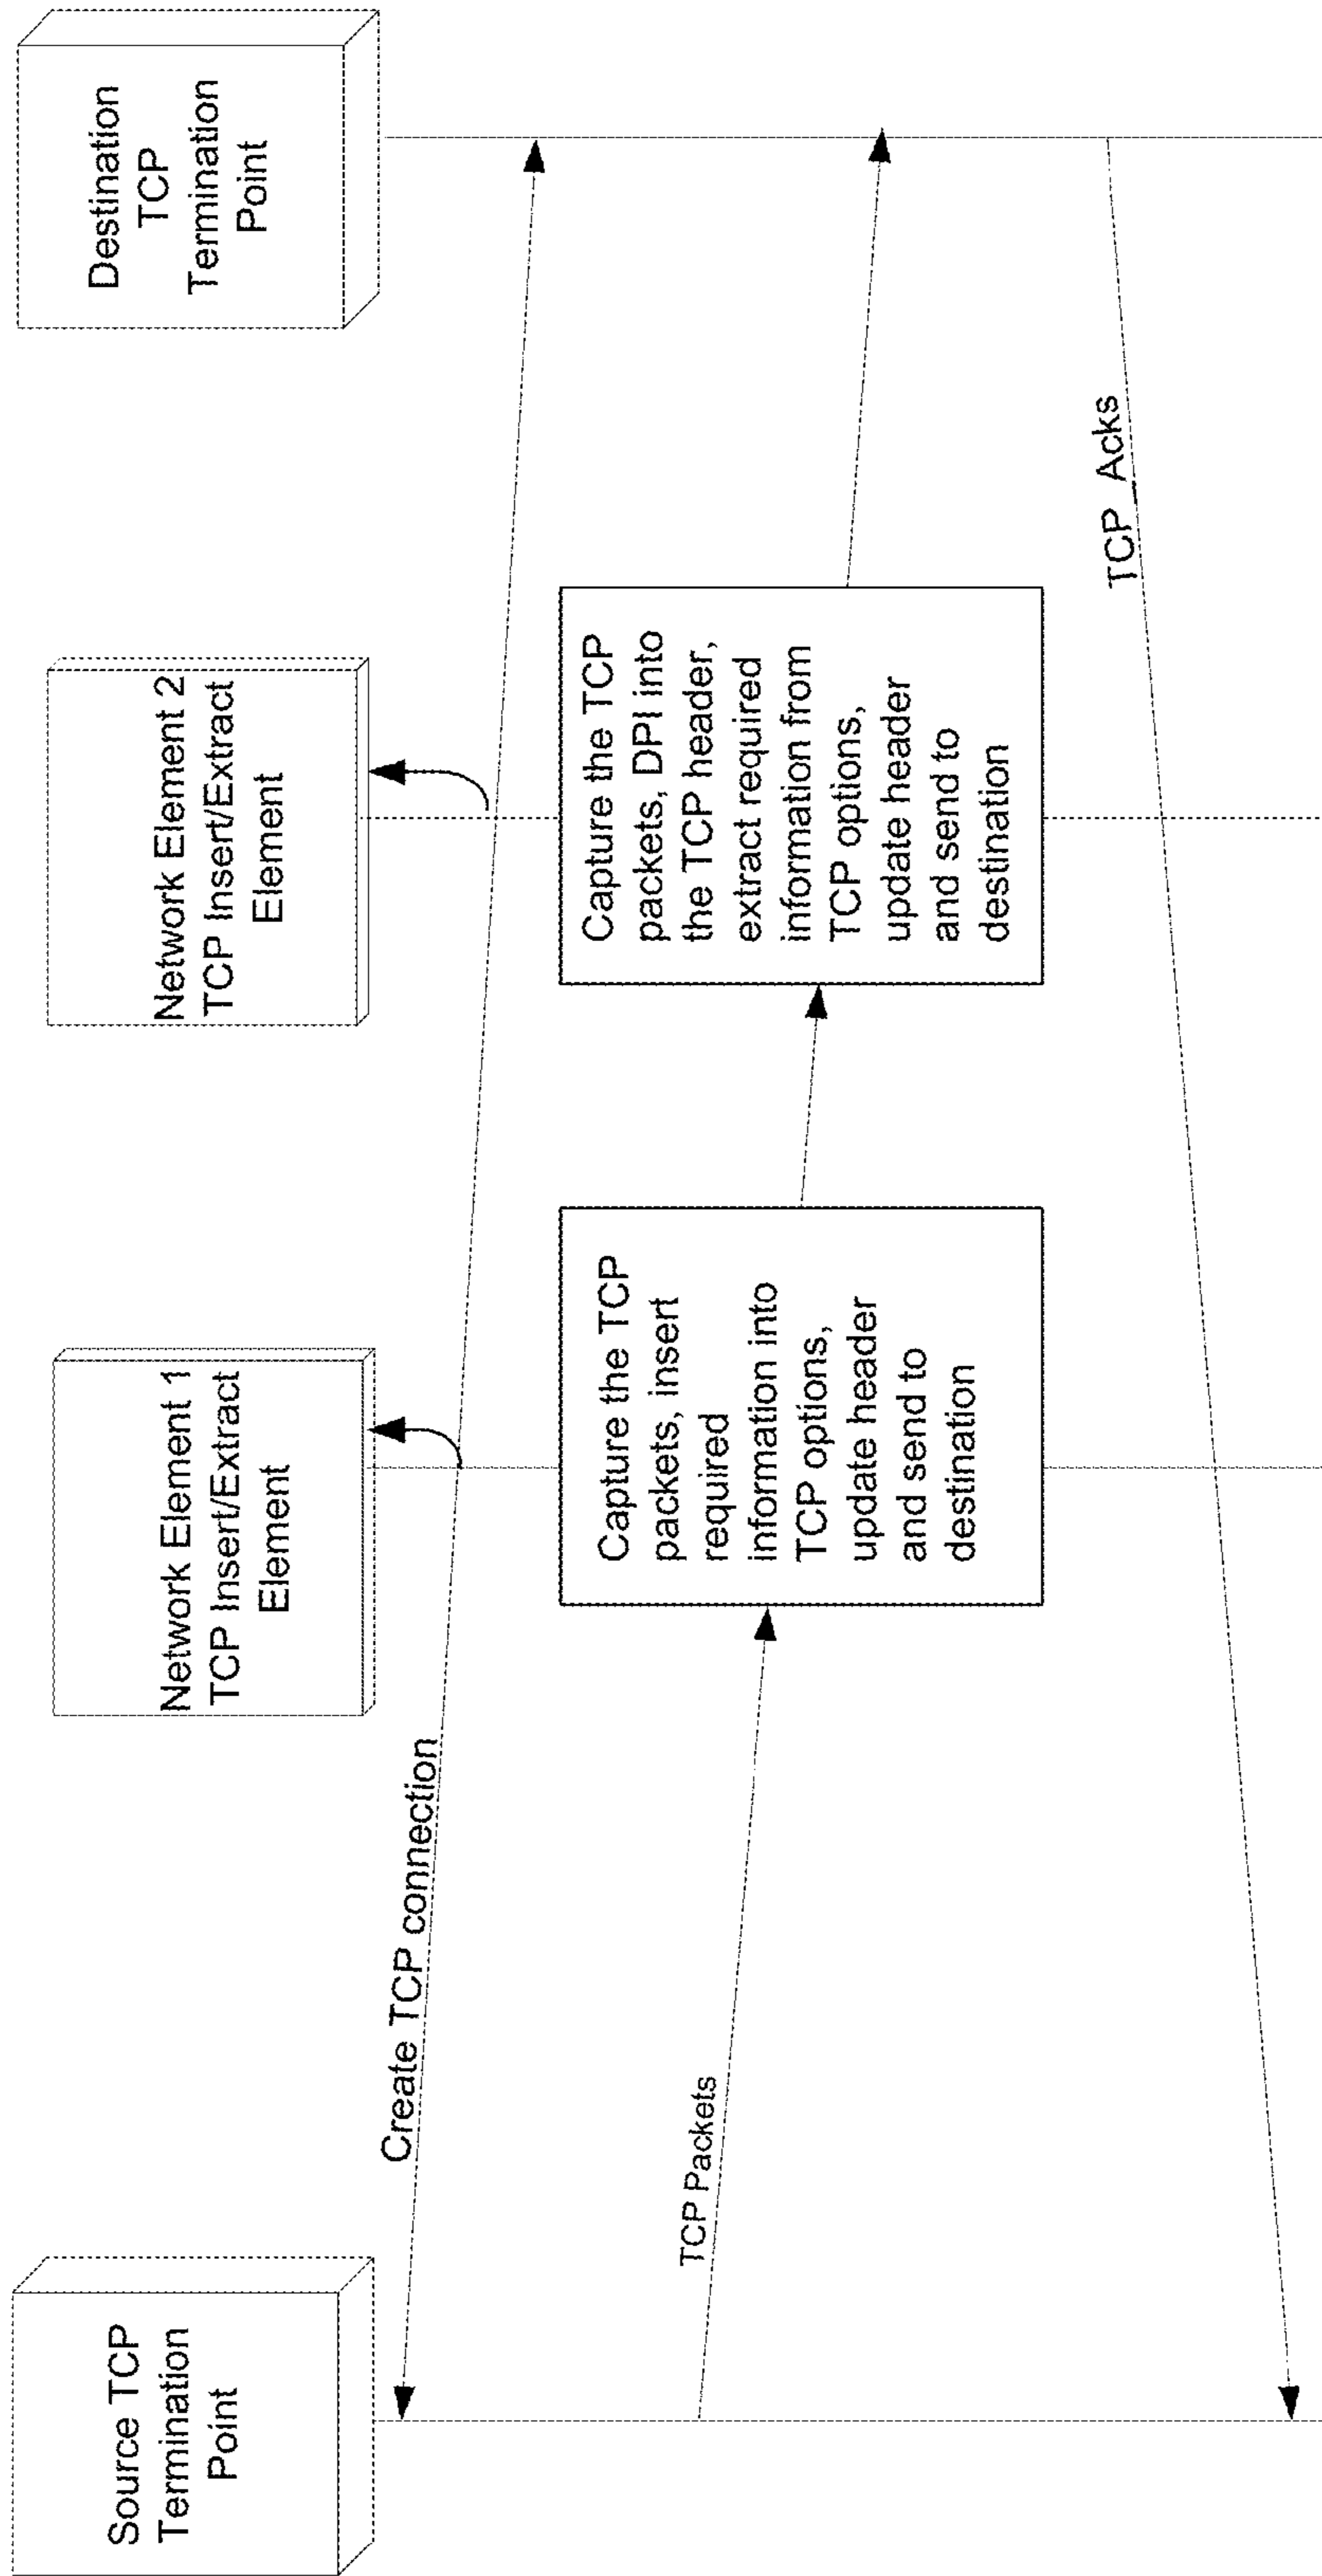 Source TCP
Termination
Point
Network Element 1
TCP Insert/Extract
Element
Network Element 2
TCP Insert/Extract
Element
Destination
TCP
Termination
Point
Create TCP connection
TCP Packets
Capture the TCP
packets, insert
required
information into
TCP options,
update header
and send to
destination
Capture the TCP
packets, DPI into
the TCP header,
extract required
information from
TCP options,
update header
and send to
destination
TCP Acks